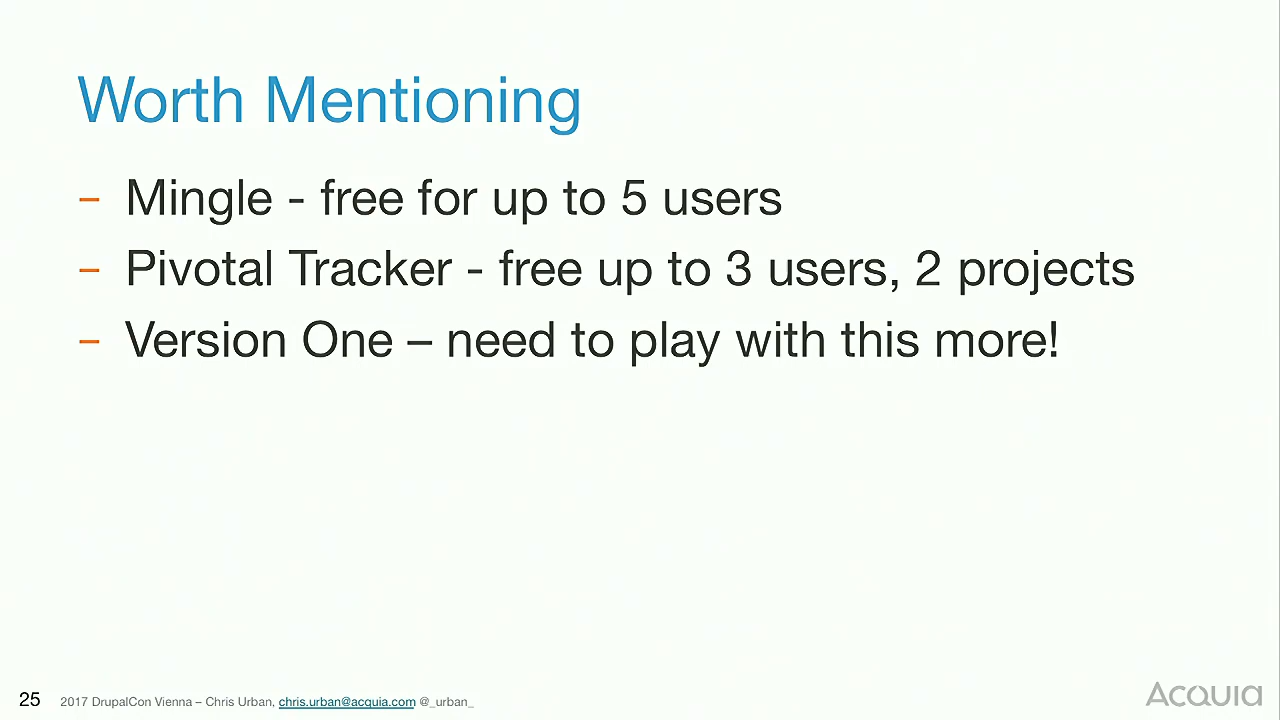 Worth Mentioning
– Mingle - free for up to 5 users
– Pivotal Tracker - free up to 3 users, 2 projects
– Version One – need to play with this more!
25 2017 DrupalCon Vienna – Chris Urban, chris.urban@acquia.com @_urban_
Acquia